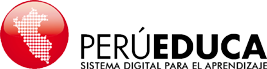 PERÚEDUCA
SISTEMA DIGITAL PARA EL APRENDIZAJE